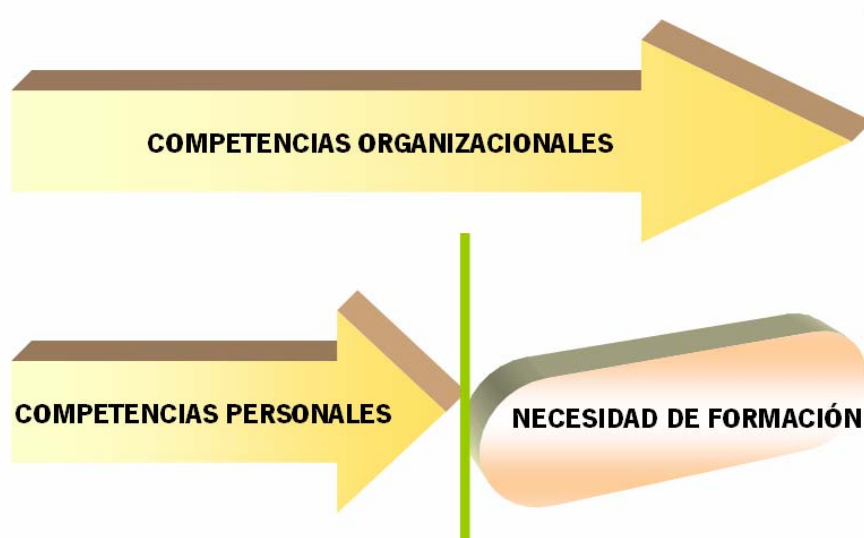 COMPETENCIAS ORGANIZACIONALES
COMPETENCIAS PERSONALES
NECESIDAD DE FORMACIÓN